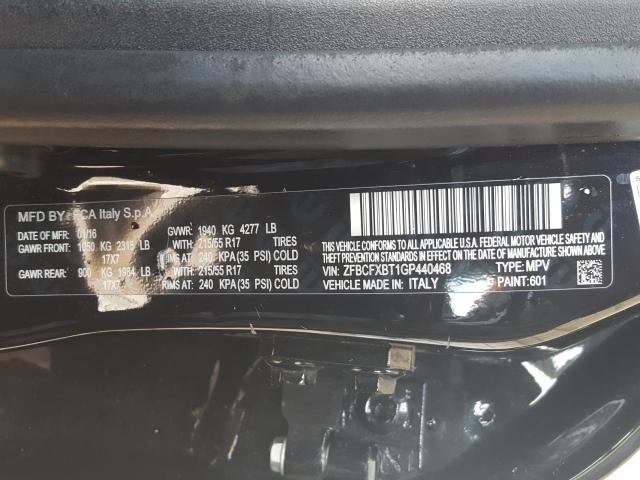 MFD BY: FCA Italy S.p.A.
DATE OF MFR: 01/16 GVWR: 1940 KG 4277 LB
GAWR FRONT: 1050 KG 2315 LB WITH: 215/55 R17 TIRES
17X7 RIMS AT: 240 KPA (35 PSI) COLD
GAWR REAR: 900 KG 1984 LB WITH: 215/55 R17 TIRES
17X7 RIMS AT: 240 KPA (35 PSI) COLD
THIS VEHICLE CONFORMS TO ALL APPLICABLE U.S.A. FEDERAL MOTOR VEHICLE SAFETY, BUMPER AND
THEFT PREVENTION STANDARDS IN EFFECT ON THE DATE OF MANUFACTURE SHOWN ABOVE
VIN: ZFBCFXBT1GP440468 TYPE: MPV
MADE IN: ITALY PAINT:601